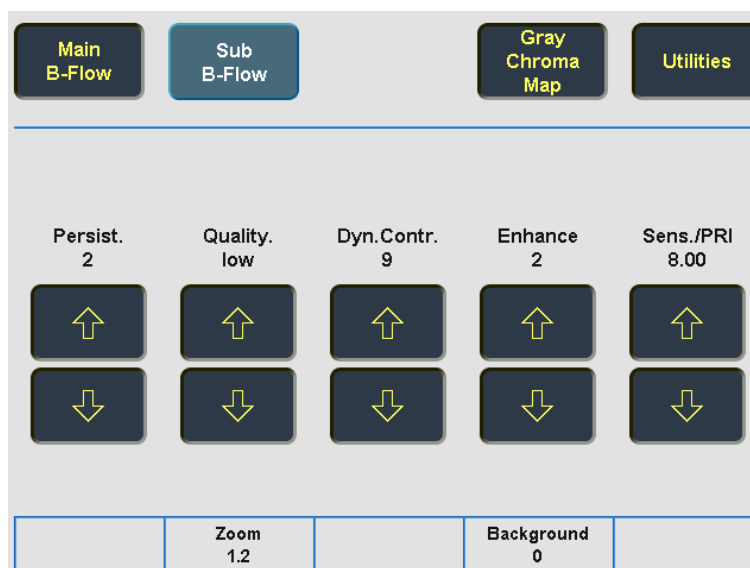 Main
B-Flow
Sub
B-Flow
Gray
Chroma
Map
Utilities
Persist.
2
Quality.
low
Dyn.Contr.
9
Enhance
2
Sens./PRI
8.00
Zoom
1.2
Background
0